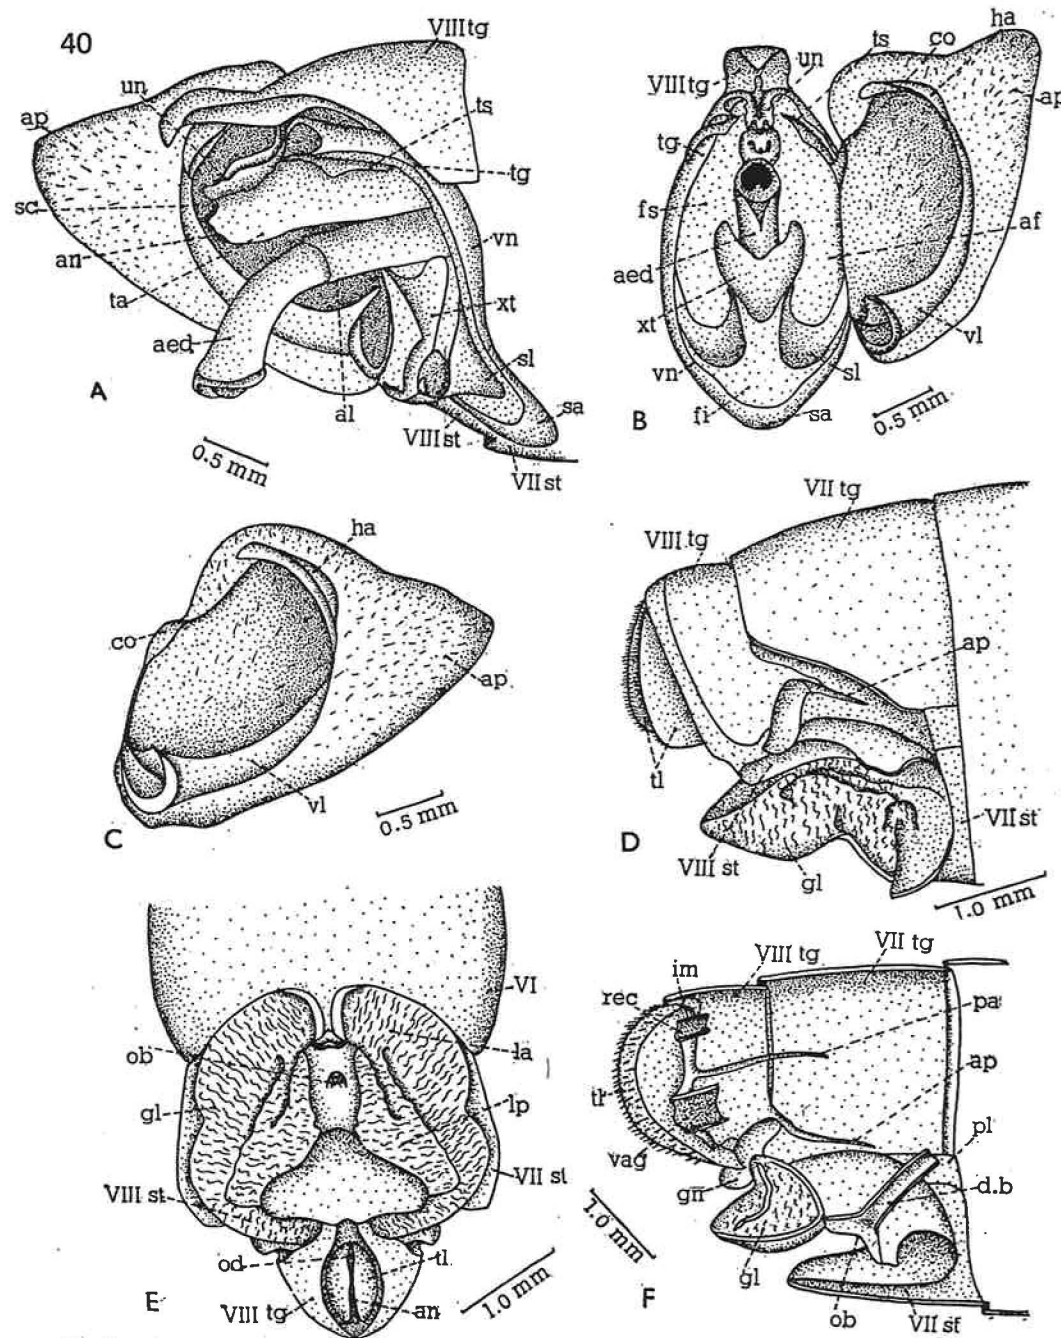 40
VIII tg
un
ap
ts
sc
tg
an
vn
ta
xt
aed
sl
A
sa
al
VIII st
0.5 mm
VII st
ha
ts
co
un
VIII tg
ap
tg
fs
af
aed
xt
vl
vn
sl
B
fi
sa
0.5 mm
ha
co
ap
vl
C
0.5 mm
VII tg
VIII tg
ap
tl
VII st
D
VIII st
gl
1.0 mm
VI
ob
la
gl
lp
VII st
VIII st
od
tl
E
VIII tg
an
1.0 mm
VII tg
VIII tg
im
rec
pa
ap
tl
pl
vag
gn
d.b
1.0 mm
gl
F
ob
VII st